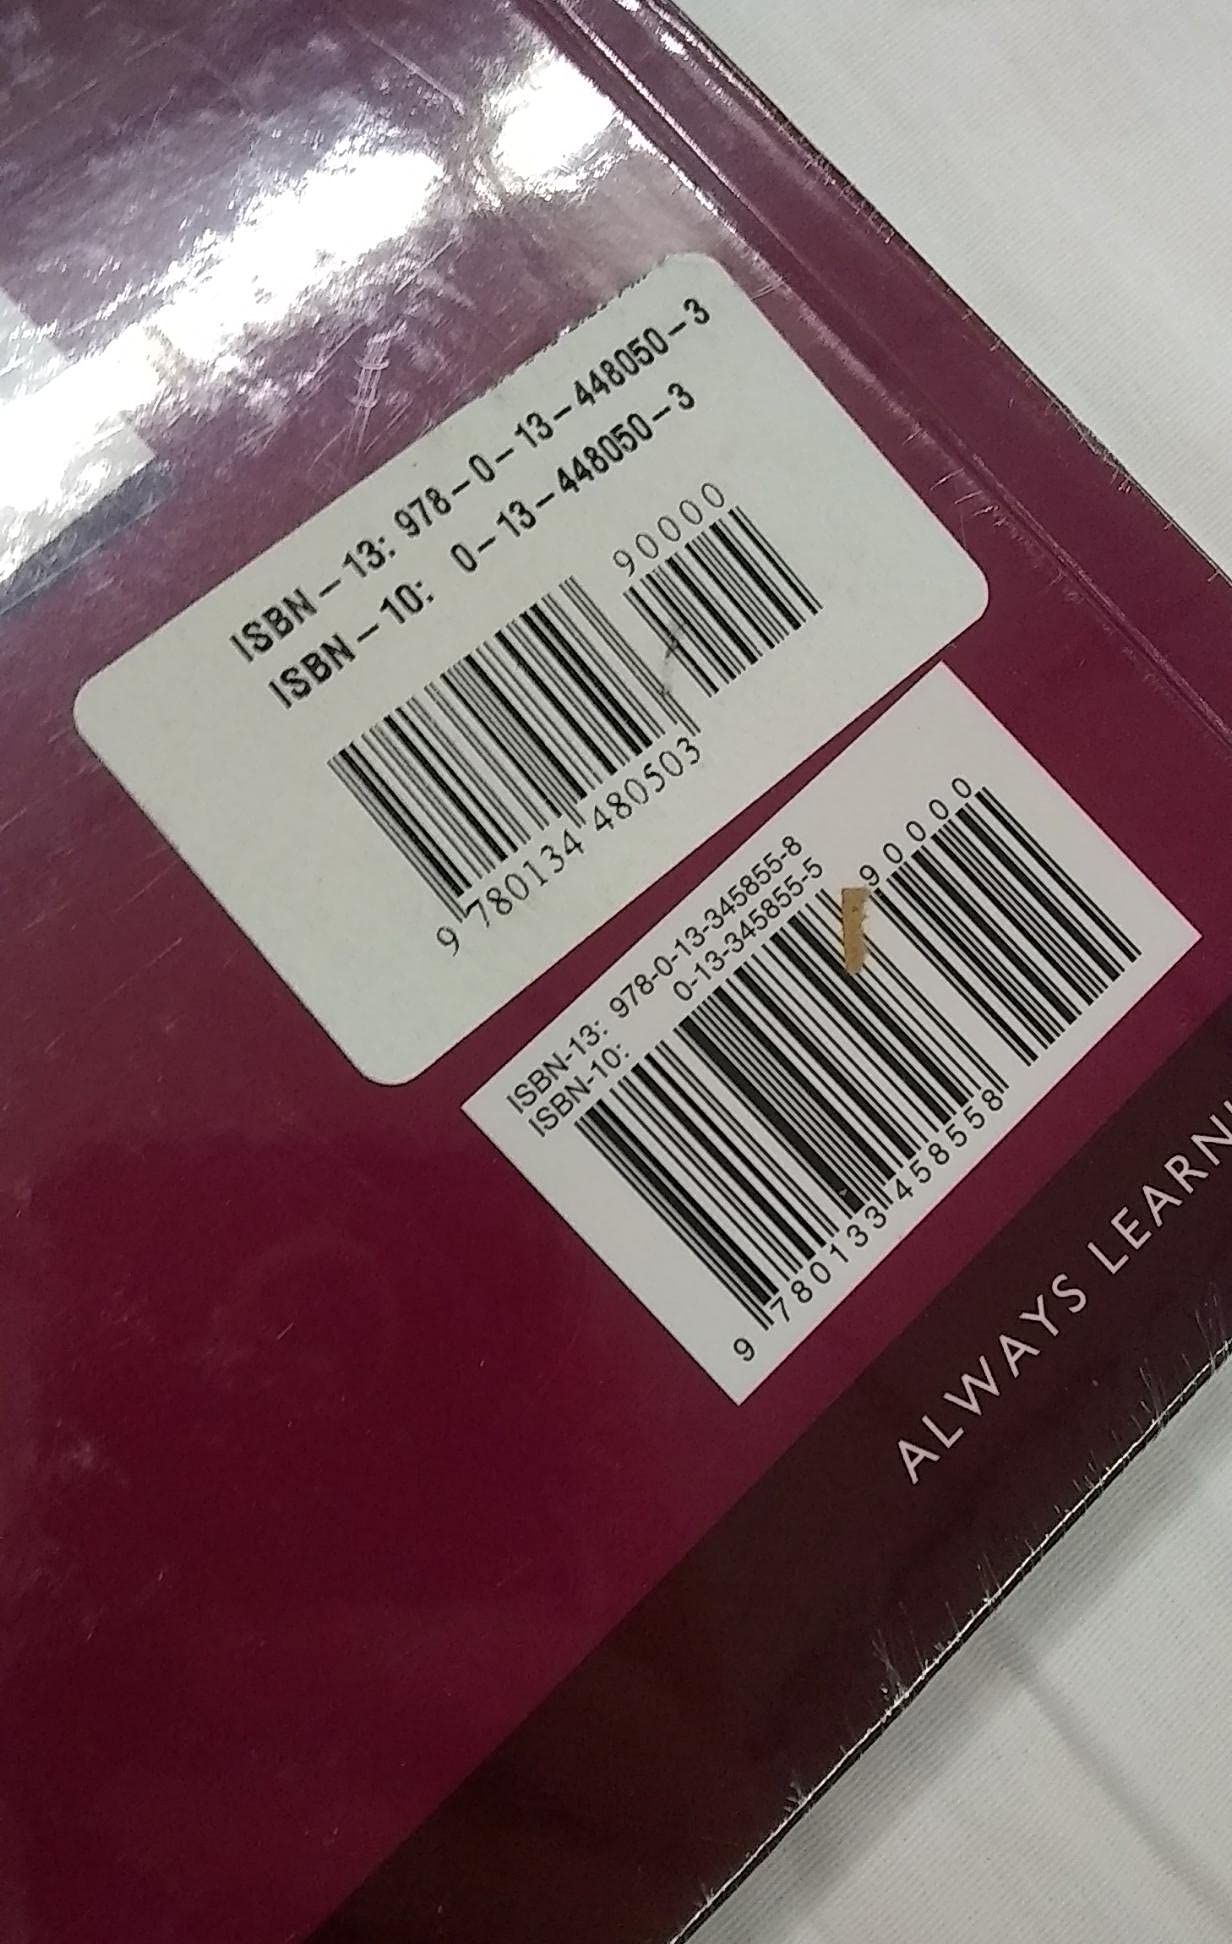 ISBN–13: 978–0–13–448050–3
ISBN–10: 0–13–448050–3
90000
9 780134 480503
ISBN-13: 978-0-13-345855-8
ISBN-10: 0-13-345855-5
90000
9 780133 458558
ALWAYS LEARN